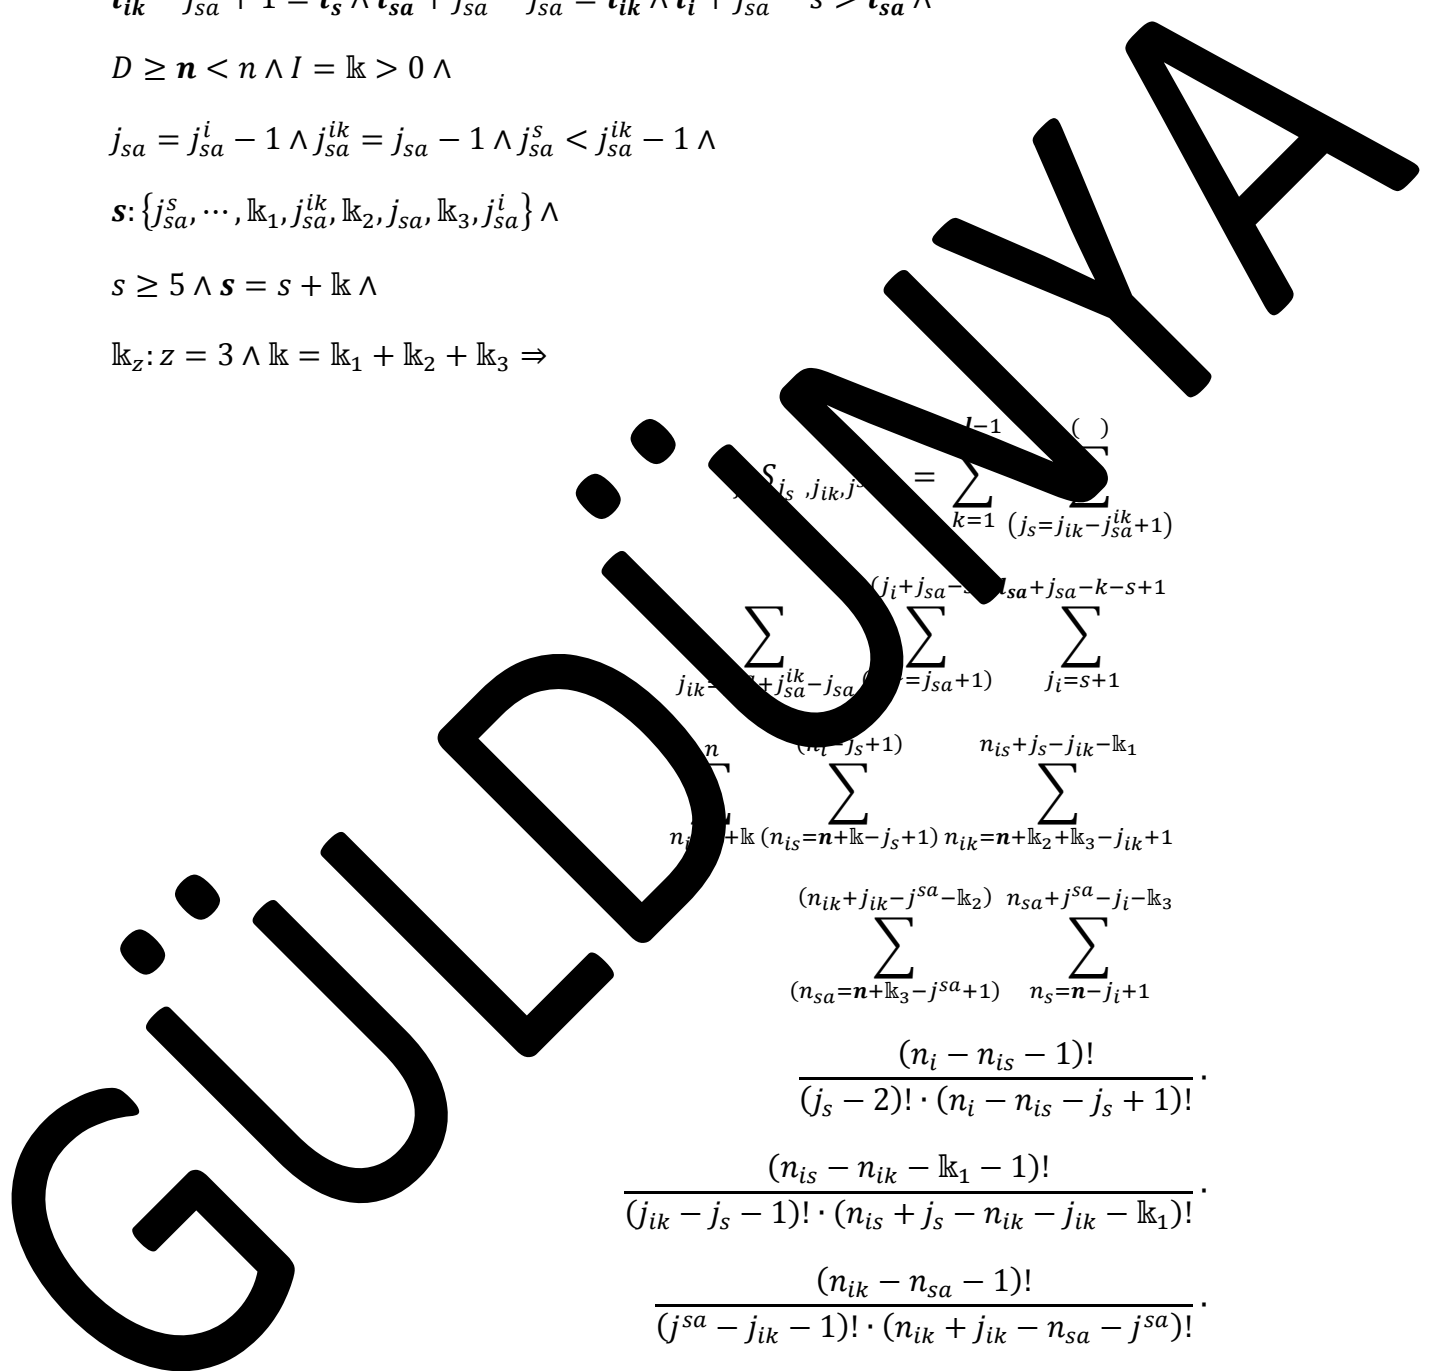 D ≥ n < n ∧ I = 𝕜 > 0 ∧
j_{sa} = j_{sa}^{i} − 1 ∧ j_{sa}^{ik} = j_{sa} − 1 ∧ j_{sa}^{s} < j_{sa}^{ik} − 1 ∧
s: {j_{sa}^{s}, ⋯, 𝕜_1, j_{sa}^{ik}, 𝕜_2, j_{sa}, 𝕜_3, j_{sa}^{i}} ∧
s ≥ 5 ∧ s = s + 𝕜 ∧
𝕜_z: z = 3 ∧ 𝕜 = 𝕜_1 + 𝕜_2 + 𝕜_3 ⇒
( )
= ∑ ∑
k=1 (j_s=j_{ik}−j_{sa}^{ik}+1)
+j_{sa}−k−s+1
∑ ∑ ∑
j_i=s+1
n (n_i−j_s+1) n_{is}+j_s−j_{ik}−𝕜_1
∑ ∑ ∑
+𝕜 (n_{is}=n+𝕜−j_s+1) n_{ik}=n+𝕜_2+𝕜_3−j_{ik}+1
(n_{ik}+j_{ik}−j^{sa}−𝕜_2) n_{sa}+j^{sa}−j_i−𝕜_3
∑ ∑
(n_{sa}=n+𝕜_3−j^{sa}+1) n_s=n−j_i+1
(n_i − n_{is} − 1)!
(j_s − 2)! · (n_i − n_{is} − j_s + 1)! ·
(n_{is} − n_{ik} − 𝕜_1 − 1)!
(j_{ik} − j_s − 1)! · (n_{is} + j_s − n_{ik} − j_{ik} − 𝕜_1)! ·
(n_{ik} − n_{sa} − 1)!
(j^{sa} − j_{ik} − 1)! · (n_{ik} + j_{ik} − n_{sa} − j^{sa})! ·
GÜLDÜNYA